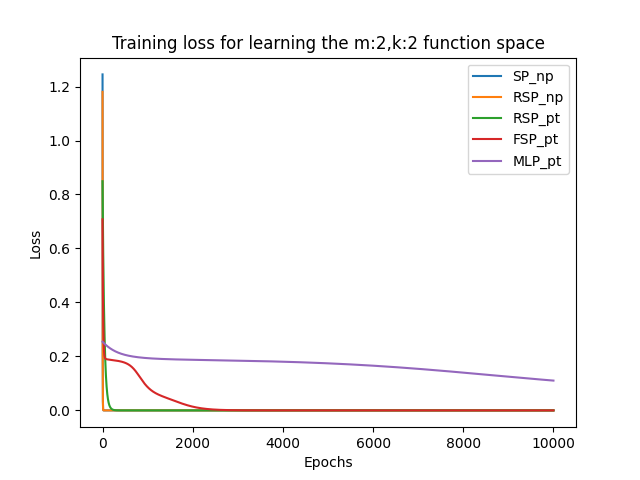 Training loss for learning the m:2,k:2 function space
SP_np
RSP_np
RSP_pt
FSP_pt
MLP_pt
Loss
1.2
1.0
0.8
0.6
0.4
0.2
0.0
0 2000 4000 6000 8000 10000
Epochs